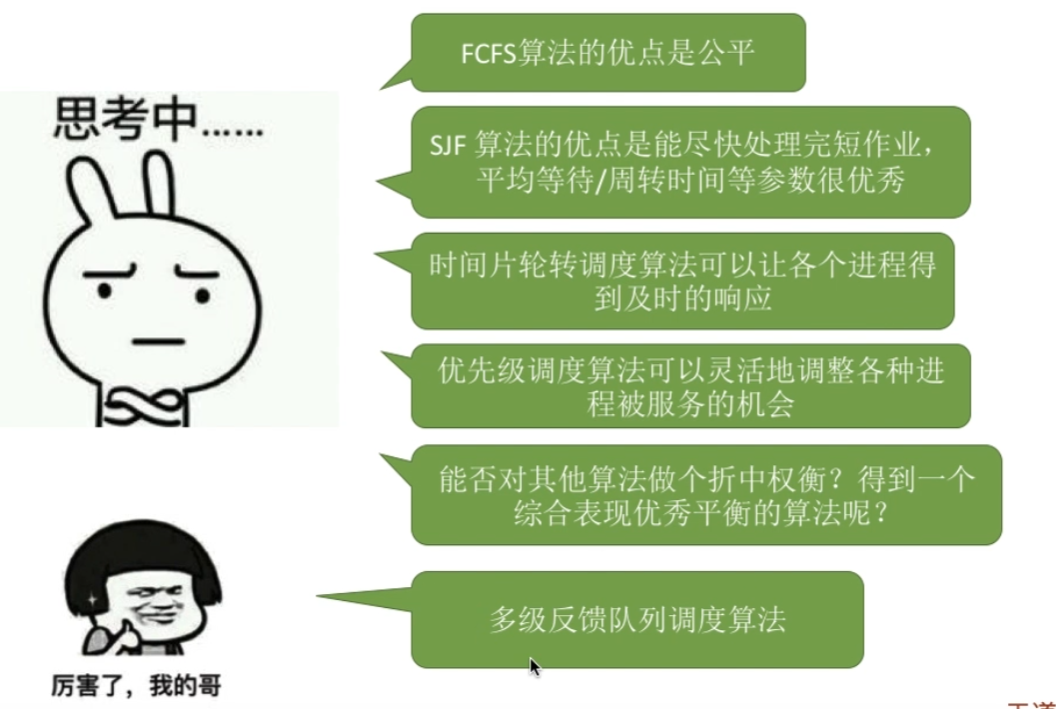 思考中......
FCFS算法的优点是公平
SJF 算法的优点是能尽快处理完短作业，
平均等待/周转时间等参数很优秀
时间片轮转调度算法可以让各个进程得
到及时的响应
优先级调度算法可以灵活地调整各种进
程被服务的机会
能否对其他算法做个折中权衡？得到一个
综合表现优秀平衡的算法呢？
多级反馈队列调度算法
厉害了，我的哥